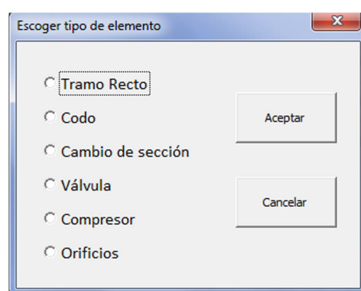 Escoger tipo de elemento
Tramo Recto
Codo
Cambio de sección
Válvula
Compresor
Orificios
Aceptar
Cancelar